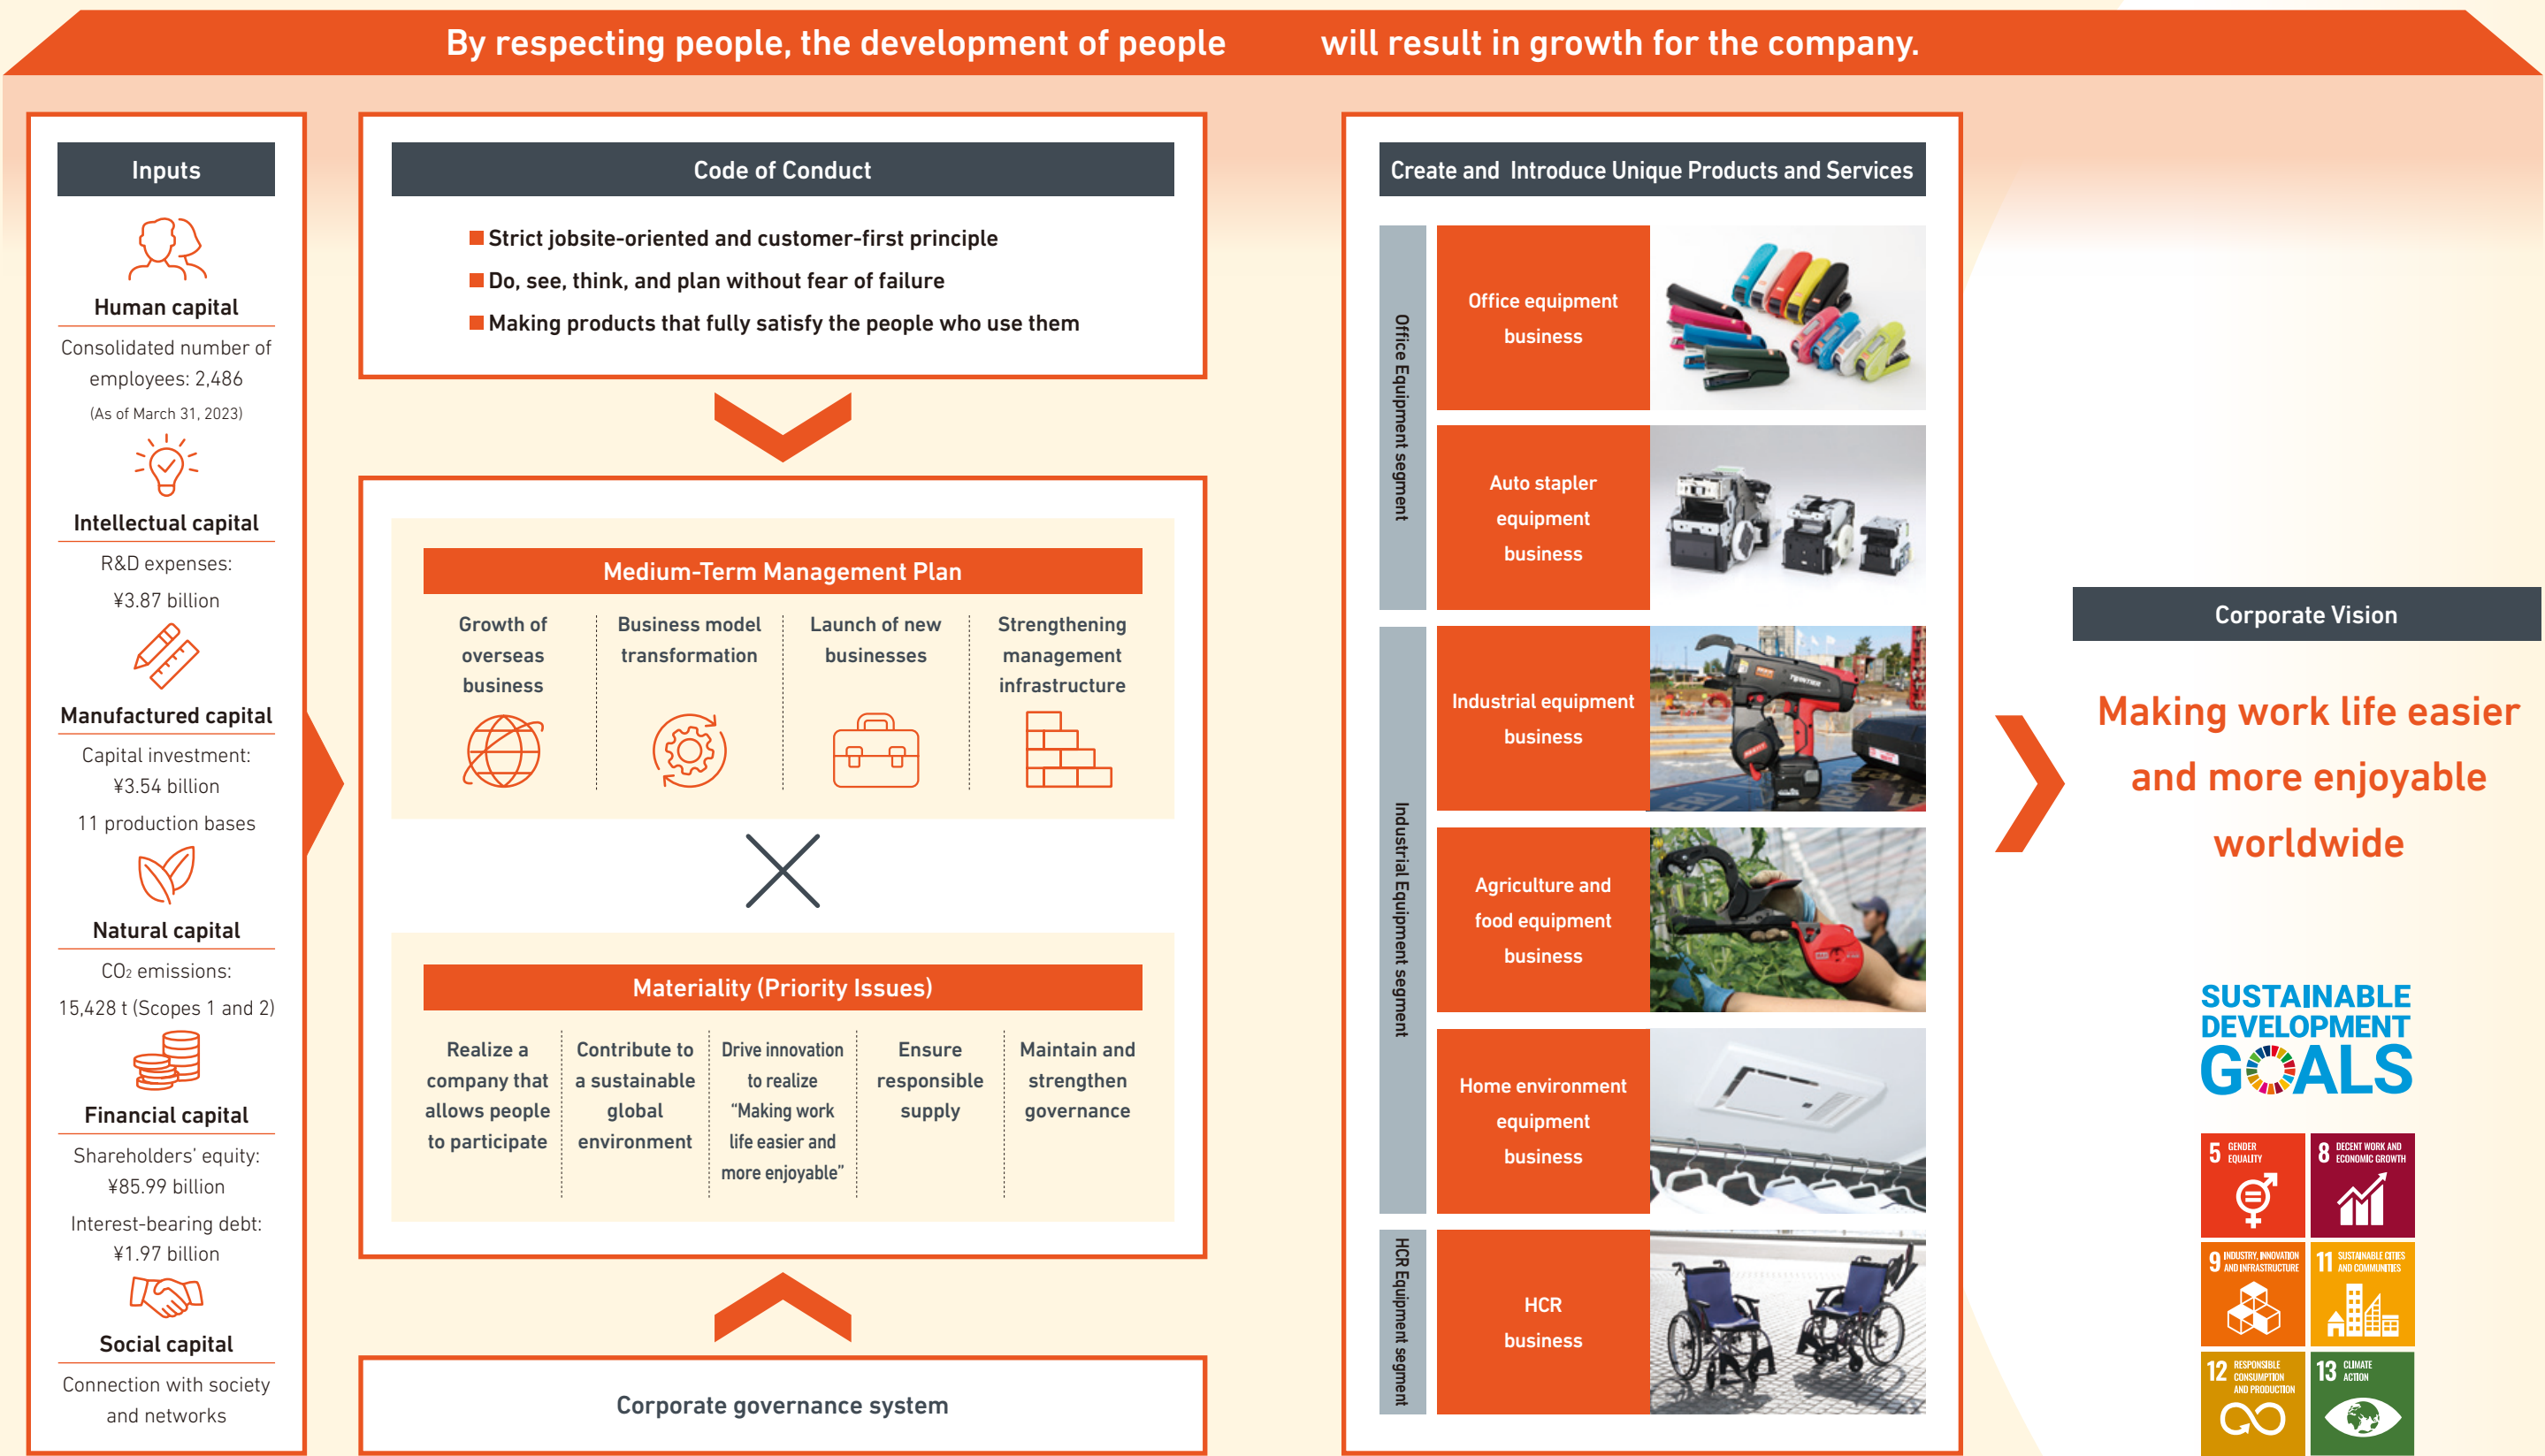 By respecting people, the development of people will result in growth for the company.
Inputs
Human capital
Consolidated number of
employees: 2,486
(As of March 31, 2023)
Intellectual capital
R&D expenses:
¥3.87 billion
Manufactured capital
Capital investment:
¥3.54 billion
11 production bases
Natural capital
CO₂ emissions:
15,428 t (Scopes 1 and 2)
Financial capital
Shareholders’ equity:
¥85.99 billion
Interest-bearing debt:
¥1.97 billion
Social capital
Connection with society
and networks
Code of Conduct
■ Strict jobsite-oriented and customer-first principle
■ Do, see, think, and plan without fear of failure
■ Making products that fully satisfy the people who use them
Medium-Term Management Plan
Growth of
overseas
business
Business model
transformation
Launch of new
businesses
Strengthening
management
infrastructure
Materiality (Priority Issues)
Realize a
company that
allows people
to participate
Contribute to
a sustainable
global
environment
Drive innovation
to realize
“Making work
life easier and
more enjoyable”
Ensure
responsible
supply
Maintain and
strengthen
governance
Corporate governance system
Create and Introduce Unique Products and Services
Office Equipment segment
Office equipment
business
Auto stapler
equipment
business
Industrial Equipment segment
Industrial equipment
business
Agriculture and
food equipment
business
Home environment
equipment
business
HCR Equipment segment
HCR
business
Corporate Vision
Making work life easier
and more enjoyable
worldwide
SUSTAINABLE
DEVELOPMENT
GOALS
5 GENDER
EQUALITY
8 DECENT WORK AND
ECONOMIC GROWTH
9 INDUSTRY, INNOVATION
AND INFRASTRUCTURE
11 SUSTAINABLE CITIES
AND COMMUNITIES
12 RESPONSIBLE
CONSUMPTION
AND PRODUCTION
13 CLIMATE
ACTION